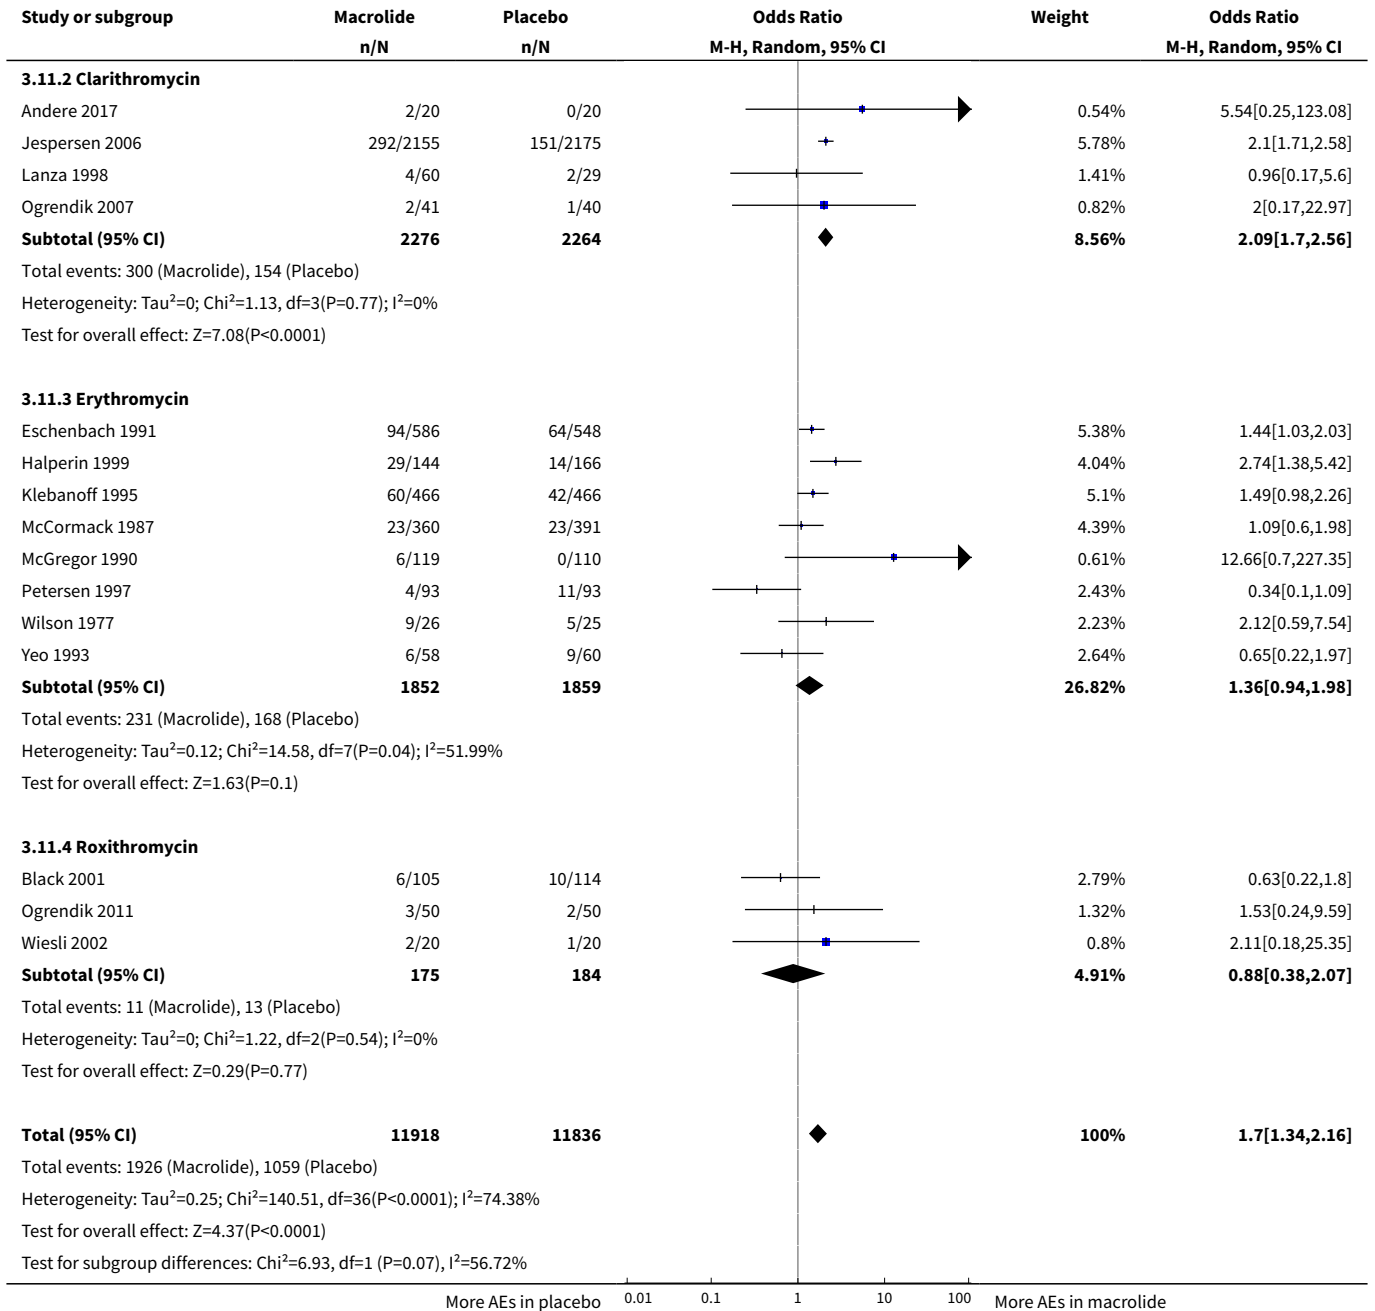 Study or subgroup Macrolide Placebo Odds Ratio Weight Odds Ratio
n/N n/N M-H, Random, 95% CI M-H, Random, 95% CI
3.11.2 Clarithromycin
Andere 2017 2/20 0/20 0.54% 5.54[0.25,123.08]
Jespersen 2006 292/2155 151/2175 5.78% 2.1[1.71,2.58]
Lanza 1998 4/60 2/29 1.41% 0.96[0.17,5.6]
Ogrendik 2007 2/41 1/40 0.82% 2[0.17,22.97]
Subtotal (95% CI) 2276 2264 8.56% 2.09[1.7,2.56]
Total events: 300 (Macrolide), 154 (Placebo)
Heterogeneity: Tau²=0; Chi²=1.13, df=3(P=0.77); I²=0%
Test for overall effect: Z=7.08(P<0.0001)
3.11.3 Erythromycin
Eschenbach 1991 94/586 64/548 5.38% 1.44[1.03,2.03]
Halperin 1999 29/144 14/166 4.04% 2.74[1.38,5.42]
Klebanoff 1995 60/466 42/466 5.1% 1.49[0.98,2.26]
McCormack 1987 23/360 23/391 4.39% 1.09[0.6,1.98]
McGregor 1990 6/119 0/110 0.61% 12.66[0.7,227.35]
Petersen 1997 4/93 11/93 2.43% 0.34[0.1,1.09]
Wilson 1977 9/26 5/25 2.23% 2.12[0.59,7.54]
Yeo 1993 6/58 9/60 2.64% 0.65[0.22,1.97]
Subtotal (95% CI) 1852 1859 26.82% 1.36[0.94,1.98]
Total events: 231 (Macrolide), 168 (Placebo)
Heterogeneity: Tau²=0.12; Chi²=14.58, df=7(P=0.04); I²=51.99%
Test for overall effect: Z=1.63(P=0.1)
3.11.4 Roxithromycin
Black 2001 6/105 10/114 2.79% 0.63[0.22,1.8]
Ogrendik 2011 3/50 2/50 1.32% 1.53[0.24,9.59]
Wiesli 2002 2/20 1/20 0.8% 2.11[0.18,25.35]
Subtotal (95% CI) 175 184 4.91% 0.88[0.38,2.07]
Total events: 11 (Macrolide), 13 (Placebo)
Heterogeneity: Tau²=0; Chi²=1.22, df=2(P=0.54); I²=0%
Test for overall effect: Z=0.29(P=0.77)
Total (95% CI) 11918 11836 100% 1.7[1.34,2.16]
Total events: 1926 (Macrolide), 1059 (Placebo)
Heterogeneity: Tau²=0.25; Chi²=140.51, df=36(P<0.0001); I²=74.38%
Test for overall effect: Z=4.37(P<0.0001)
Test for subgroup differences: Chi²=6.93, df=1 (P=0.07), I²=56.72%
More AEs in placebo 0.01 0.1 1 10 100 More AEs in macrolide